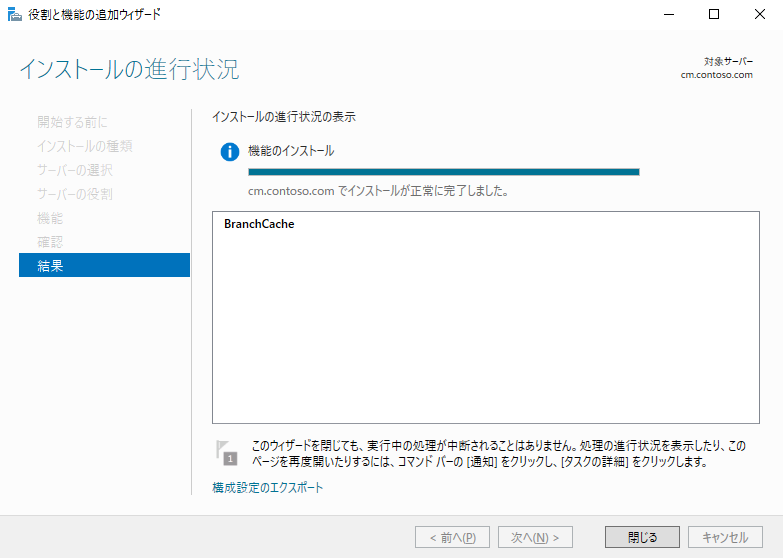 役割と機能の追加ウィザード
インストールの進行状況
対象サーバー
cm.contoso.com
開始する前に
インストールの種類
サーバーの選択
サーバーの役割
機能
確認
結果
インストールの進行状況の表示
機能のインストール
cm.contoso.com でインストールが正常に完了しました。
BranchCache
1
このウィザードを閉じても、実行中の処理が中断されることはありません。処理の進行状況を表示したり、この
ページを再度開いたりするには、コマンド バーの [通知] をクリックし、[タスクの詳細] をクリックします。
構成設定のエクスポート
< 前へ(P)
次へ(N) >
閉じる
キャンセル